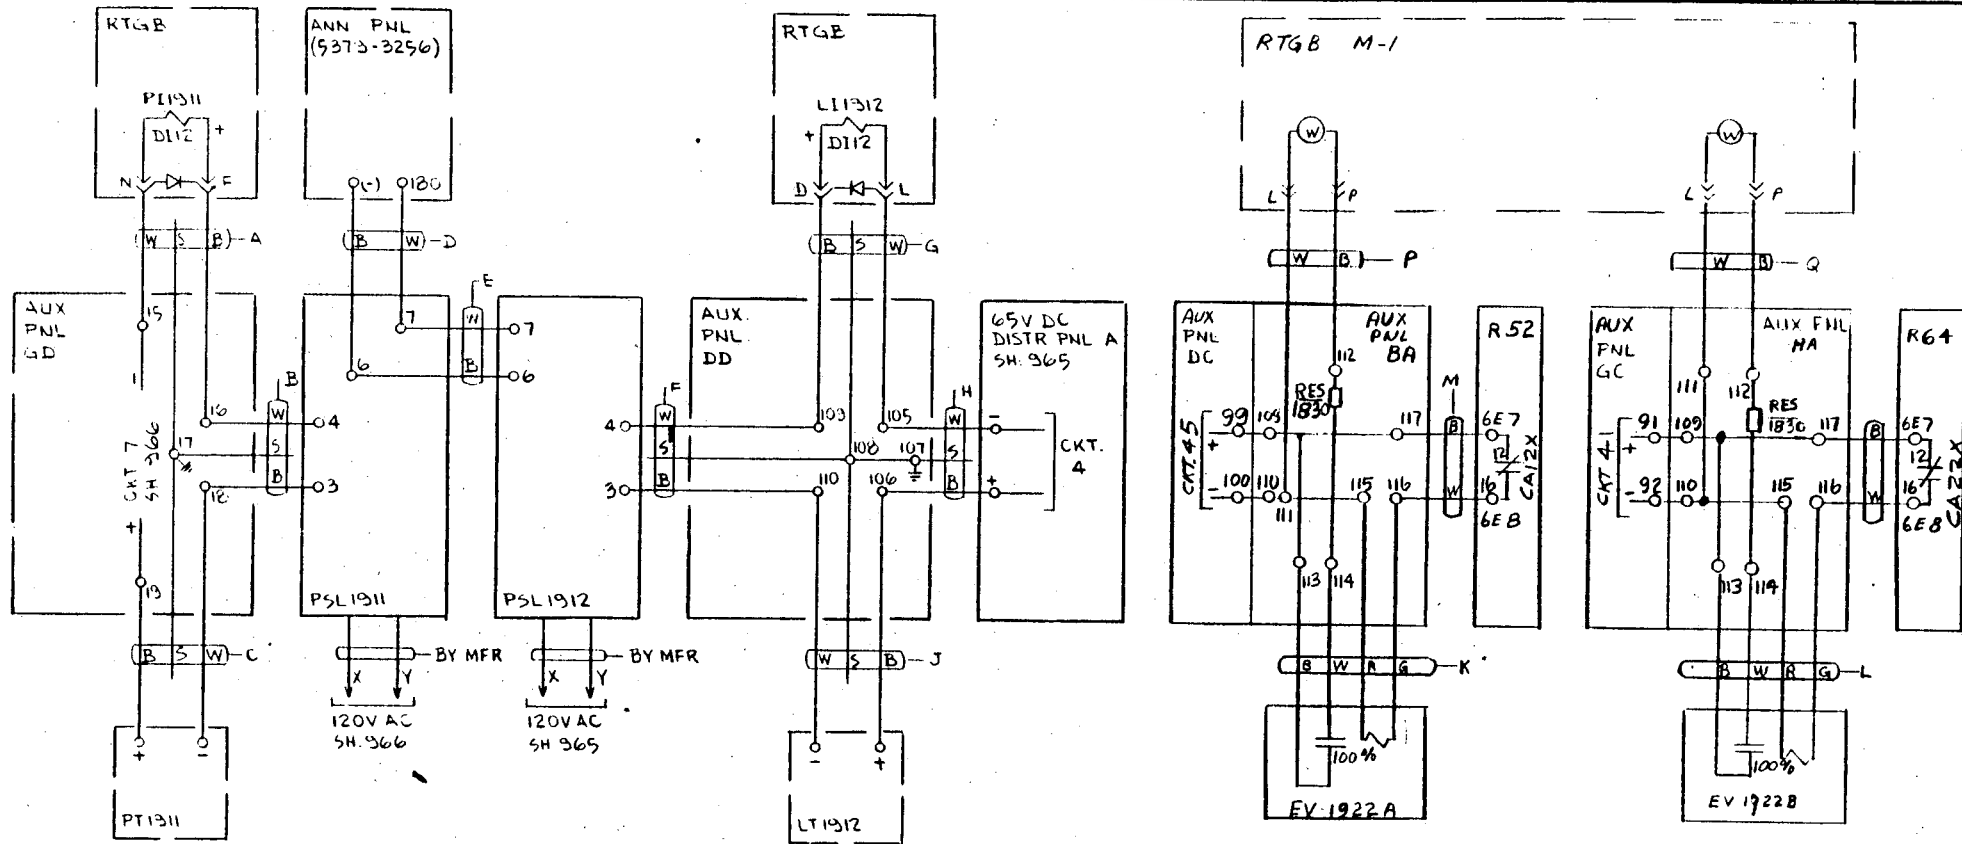 RTGB
PI1911
DI12
+
N
F
W S B
A
AUX
PNL
GD
15
-
CKT 7
SH 966
+
16
17
18
19
B
W
S
B
B S W
C
+
-
PT1911
ANN PNL
(5373-3256)
(-)
180
B W
D
7
6
4
3
PSL1911
BY MFR
X
Y
120V AC
SH. 966
E
W
B
7
6
4
3
PSL1912
BY MFR
X
Y
120V AC
SH 965
F
W
S
B
RTGB
LI1912
+
DI12
D
L
B S W
G
AUX.
PNL
DD
109
105
108
107
110
106
W S B
J
-
+
LT1912
H
W
S
B
65V DC
DISTR PNL A
SH. 965
-
+
CKT.
4
RTGB M-1
W
L
P
W B
P
AUX
PNL
DC
AUX
PNL
BA
112
RES
1830
CKT. 45
99
+
109
117
100
-
110
111
115
116
113
114
M
B
W
R52
6E7
12
16
6E8
CA12X
B W R G
K
100%
EV-1922A
W
L
P
W B
Q
AUX
PNL
GC
AUX PNL
HA
111
112
RES
1830
CKT 4
91
+
109
117
92
-
110
115
116
113
114
B
W
R64
6E7
12
16
6E8
CA22X
B W R G
L
100%
EV 1922B